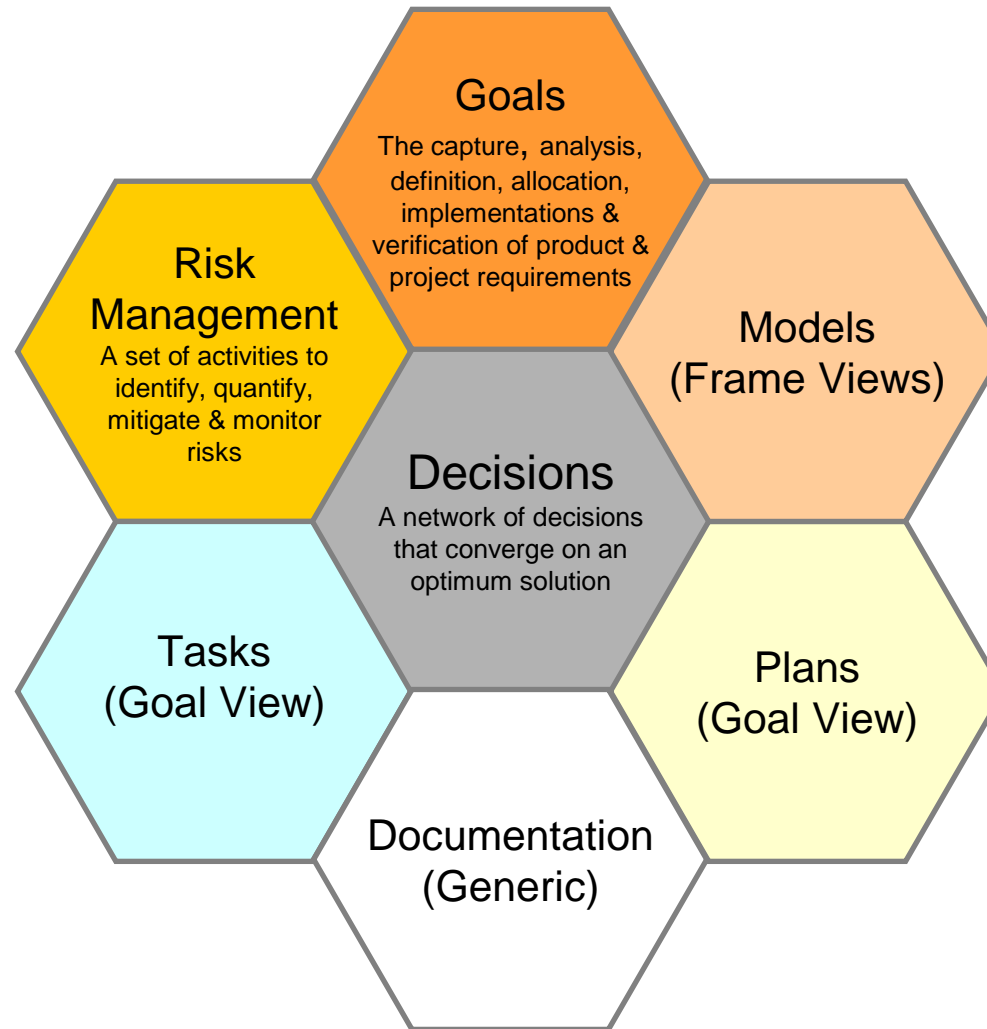 Goals
The capture, analysis,
definition, allocation,
implementations &
verification of product &
project requirements
Risk
Management
A set of activities to
identify, quantify,
mitigate & monitor
risks
Models
(Frame Views)
Decisions
A network of decisions
that converge on an
optimum solution
Tasks
(Goal View)
Plans
(Goal View)
Documentation
(Generic)